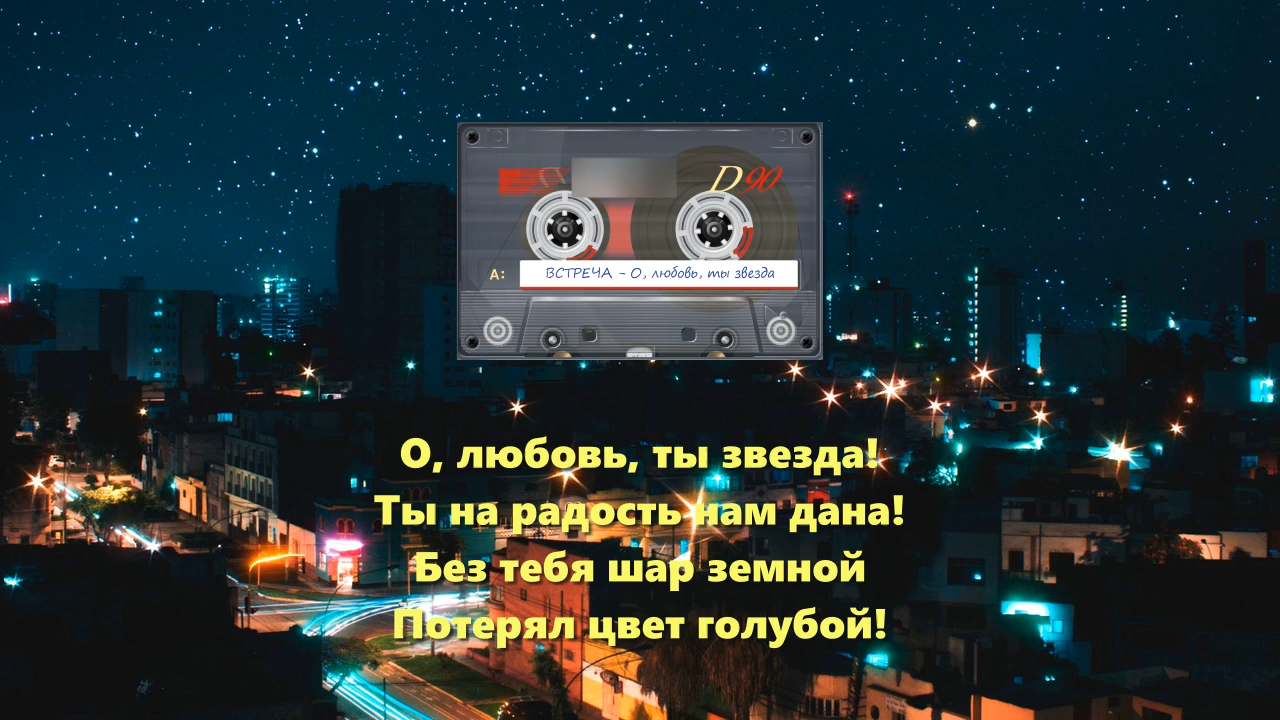 D 90
A: ВСТРЕЧА - О, любовь, ты звезда
О, любовь, ты звезда!
Ты на радость нам дана!
Без тебя шар земной
Потерял цвет голубой!